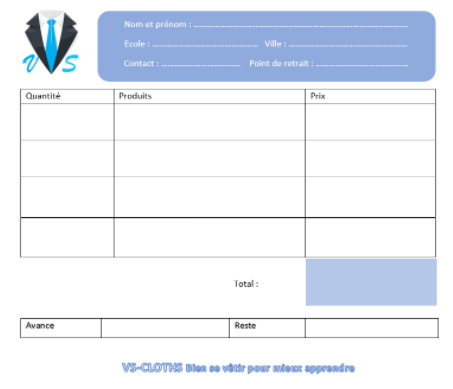 Nom et prénom : ................................................................
Ecole : ................................ Ville : ....................................
Contact : ........................ Point de retrait : ............................
V S
Quantité Produits Prix
Total :
Avance Reste
VS-CLOTHS Bien se vêtir pour mieux apprendre